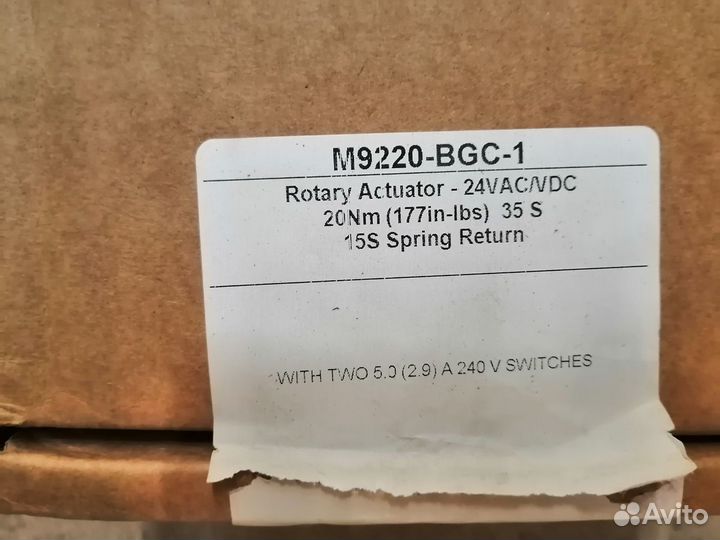 M9220-BGC-1
Rotary Actuator - 24VAC/VDC
20Nm (177in-lbs) 35 S
15S Spring Return
WITH TWO 5.0 (2.9) A 240 V SWITCHES
Avito